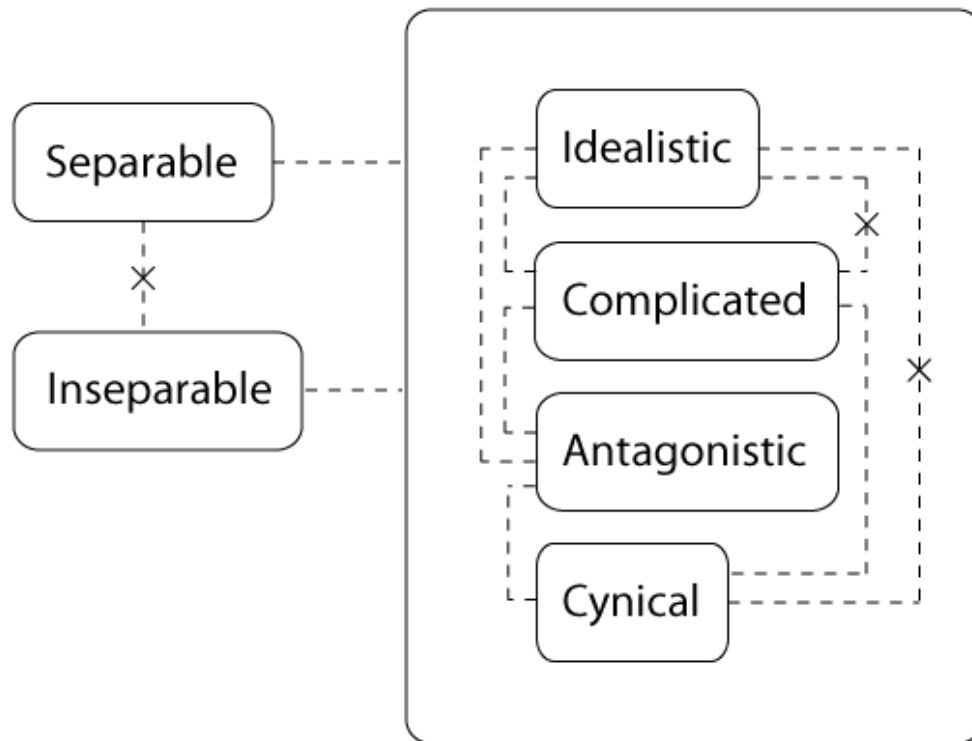 Separable
Inseparable
Idealistic
Complicated
Antagonistic
Cynical